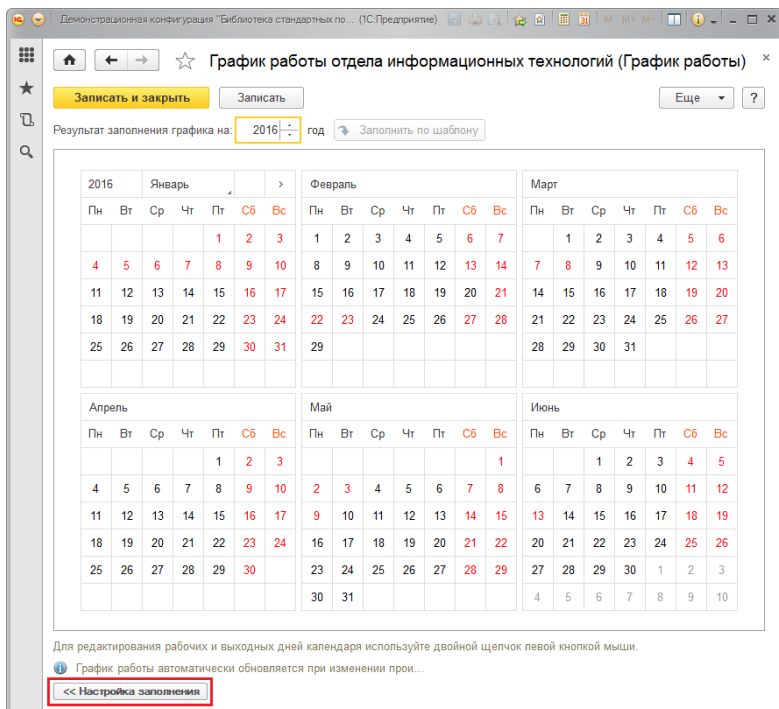 Демонстрационная конфигурация "Библиотека стандартных по... (1С:Предприятие) M M+ M-
График работы отдела информационных технологий (График работы)
Записать и закрыть Записать Еще ?
Результат заполнения графика на: 2016 год Заполнить по шаблону
2016 Январь > Февраль Март
Пн Вт Ср Чт Пт Сб Вс Пн Вт Ср Чт Пт Сб Вс Пн Вт Ср Чт Пт Сб Вс
1 2 3 1 2 3 4 5 6 7 1 2 3 4 5 6
4 5 6 7 8 9 10 8 9 10 11 12 13 14 7 8 9 10 11 12 13
11 12 13 14 15 16 17 15 16 17 18 19 20 21 14 15 16 17 18 19 20
18 19 20 21 22 23 24 22 23 24 25 26 27 28 21 22 23 24 25 26 27
25 26 27 28 29 30 31 29 28 29 30 31
Апрель Май Июнь
Пн Вт Ср Чт Пт Сб Вс Пн Вт Ср Чт Пт Сб Вс Пн Вт Ср Чт Пт Сб Вс
1 2 3 1 1 2 3 4 5
4 5 6 7 8 9 10 2 3 4 5 6 7 8 6 7 8 9 10 11 12
11 12 13 14 15 16 17 9 10 11 12 13 14 15 13 14 15 16 17 18 19
18 19 20 21 22 23 24 16 17 18 19 20 21 22 20 21 22 23 24 25 26
25 26 27 28 29 30 23 24 25 26 27 28 29 27 28 29 30 1 2 3
30 31 4 5 6 7 8 9 10
Для редактирования рабочих и выходных дней календаря используйте двойной щелчок левой кнопкой мыши.
График работы автоматически обновляется при изменении прои...
<< Настройка заполнения